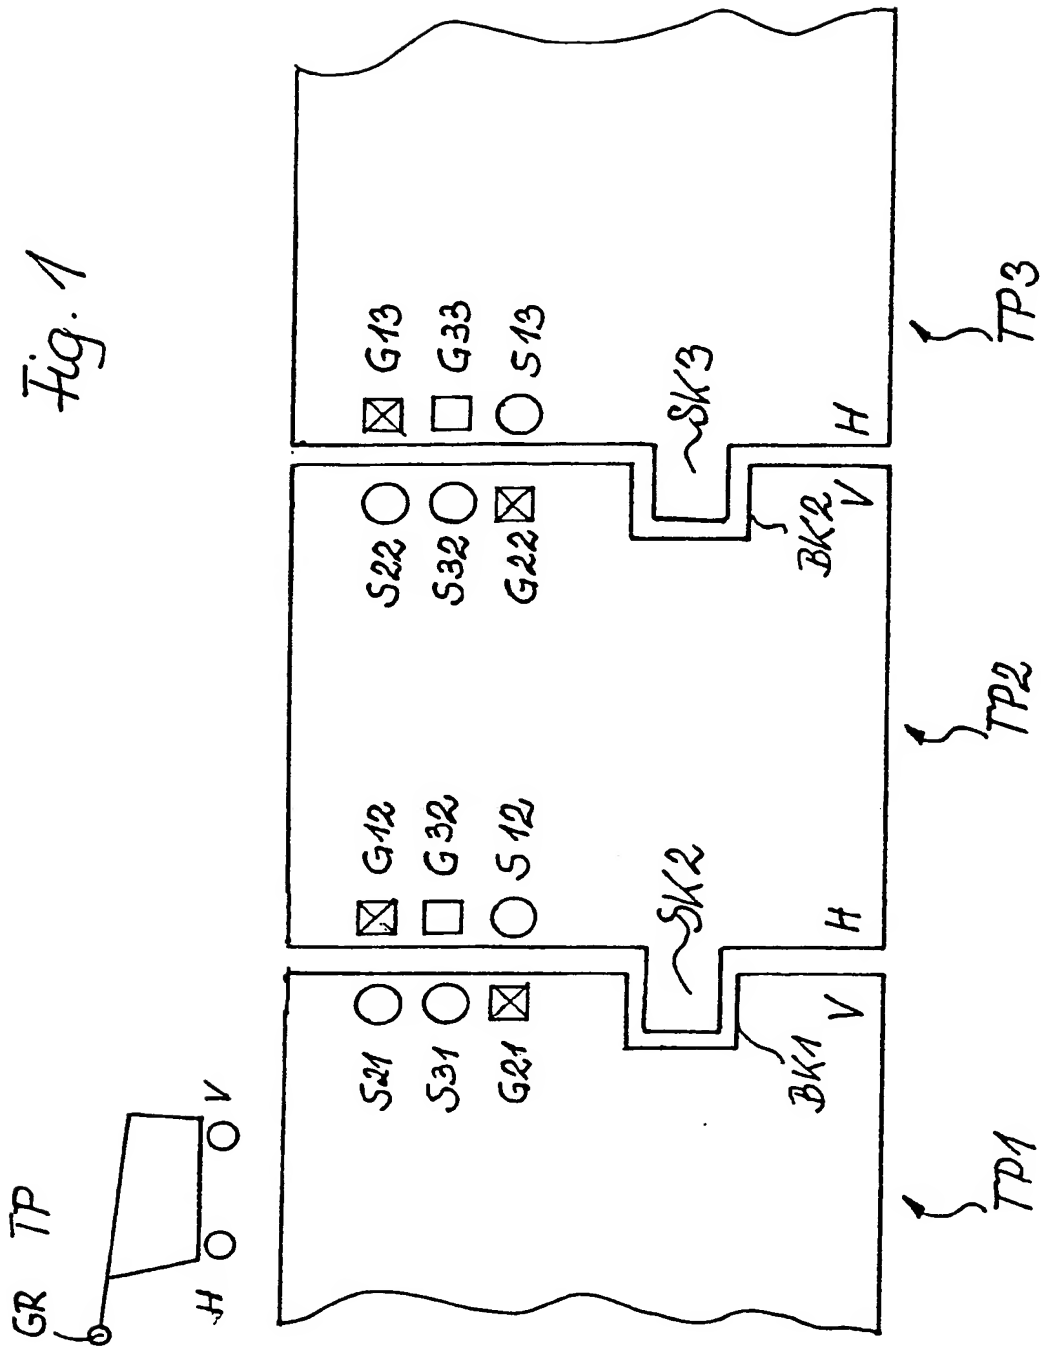 Fig. 1
GR
TP
H
V
S21
S31
G21
BK1
V
TP1
G12
G32
S12
SK2
H
S22
S32
G22
BK2
V
TP2
G13
G33
S13
SK3
H
TP3